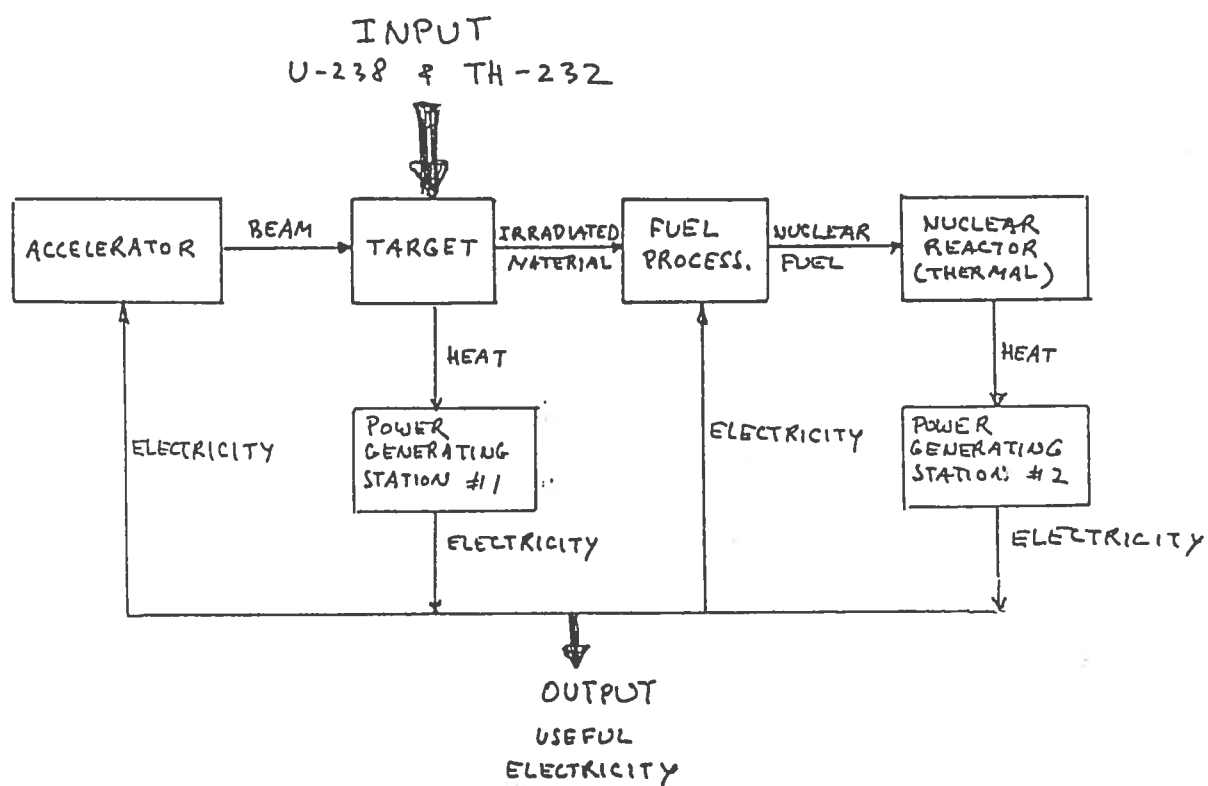 INPUT
U-238 & TH-232
ACCELERATOR
BEAM
TARGET
IRRADIATED
MATERIAL
FUEL
PROCESS.
NUCLEAR
FUEL
NUCLEAR
REACTOR
(THERMAL)
HEAT
HEAT
ELECTRICITY
POWER
GENERATING
STATION #1
ELECTRICITY
POWER
GENERATING
STATION #2
ELECTRICITY
ELECTRICITY
OUTPUT
USEFUL
ELECTRICITY